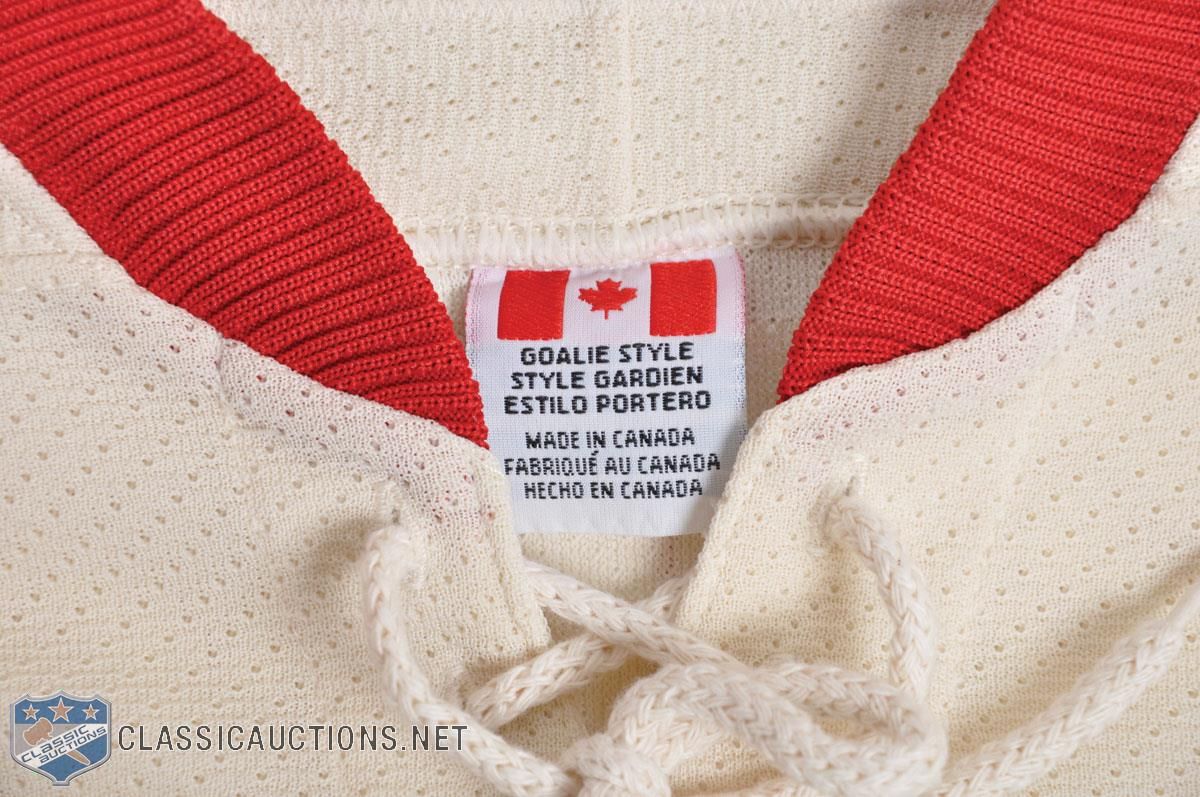 GOALIE STYLE
STYLE GARDIEN
ESTILO PORTERO
MADE IN CANADA
FABRIQUÉ AU CANADA
HECHO EN CANADA
CLASSIC
AUCTIONS
CLASSICAUCTIONS.NET